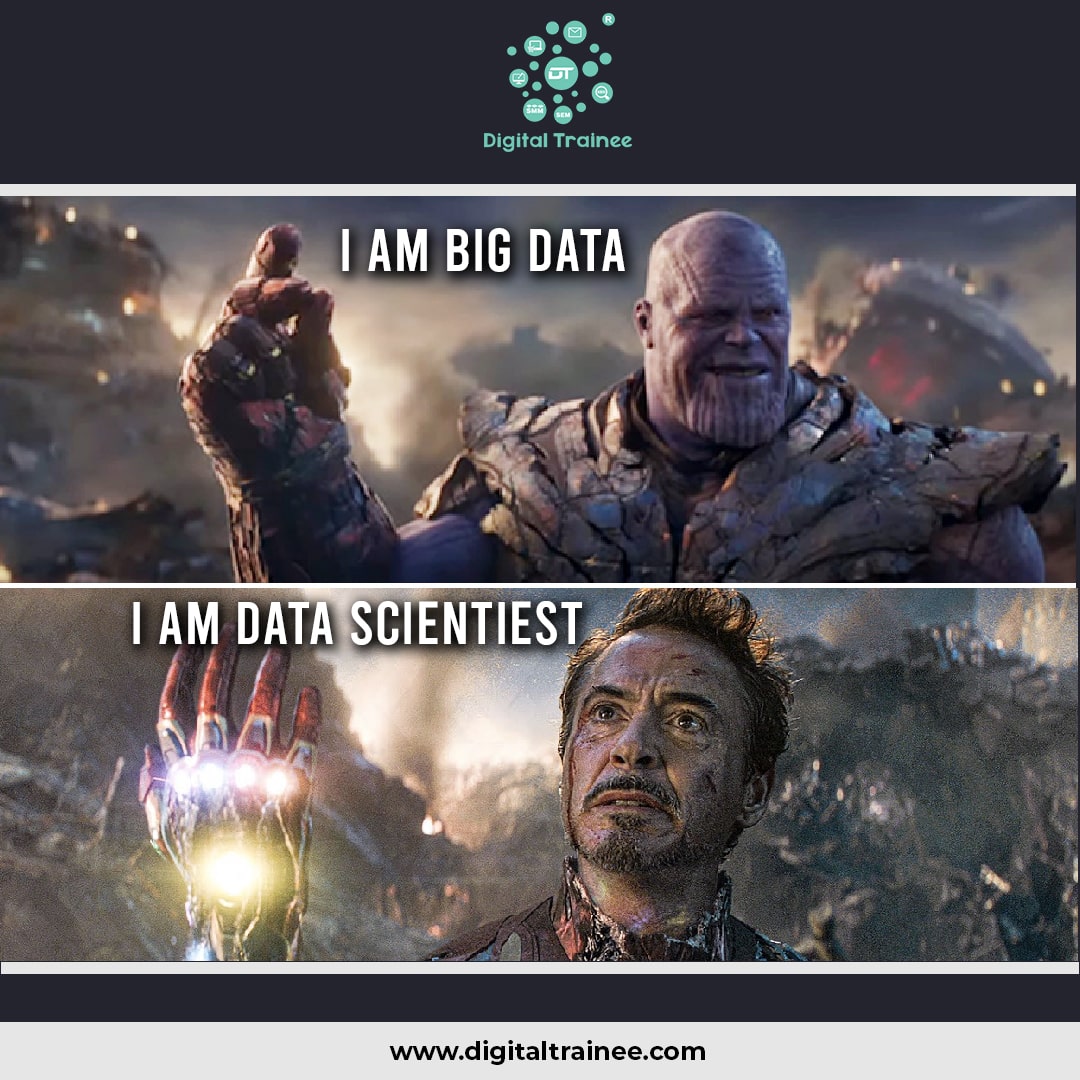 R
DT
SMM
SEM
Digital Trainee
I AM BIG DATA
I AM DATA SCIENTIEST
www.digitaltrainee.com